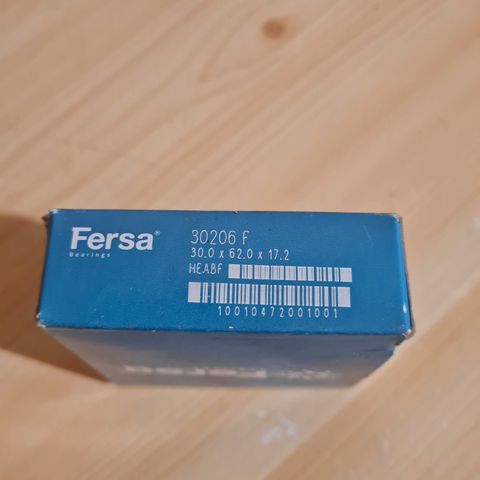 Fersa®
Bearings
30206 F
30.0 x 62.0 x 17.2
HEABF
10010472001001